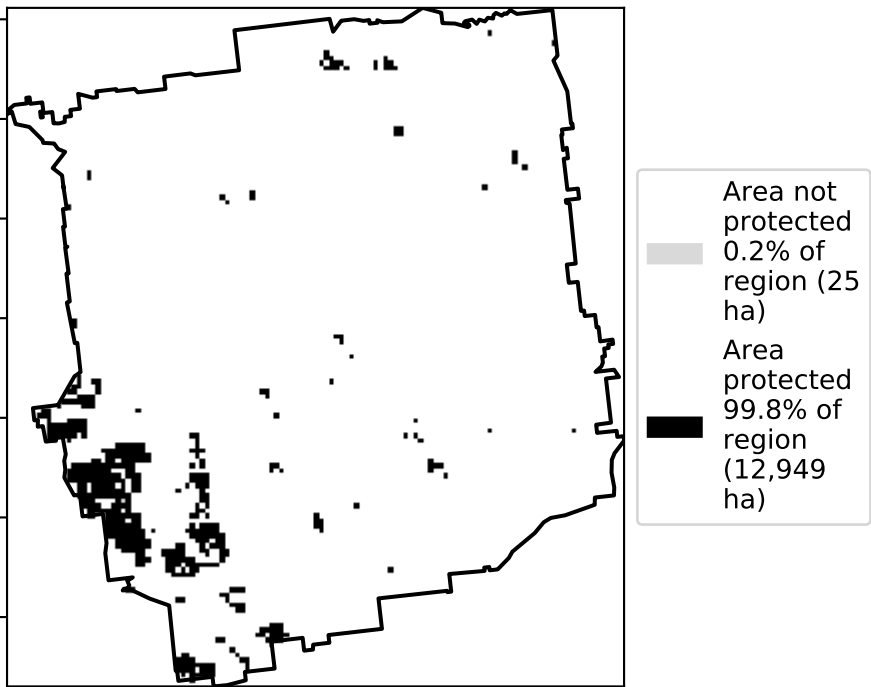 Area not
protected
0.2% of
region (25
ha)
Area
protected
99.8% of
region
(12,949
ha)